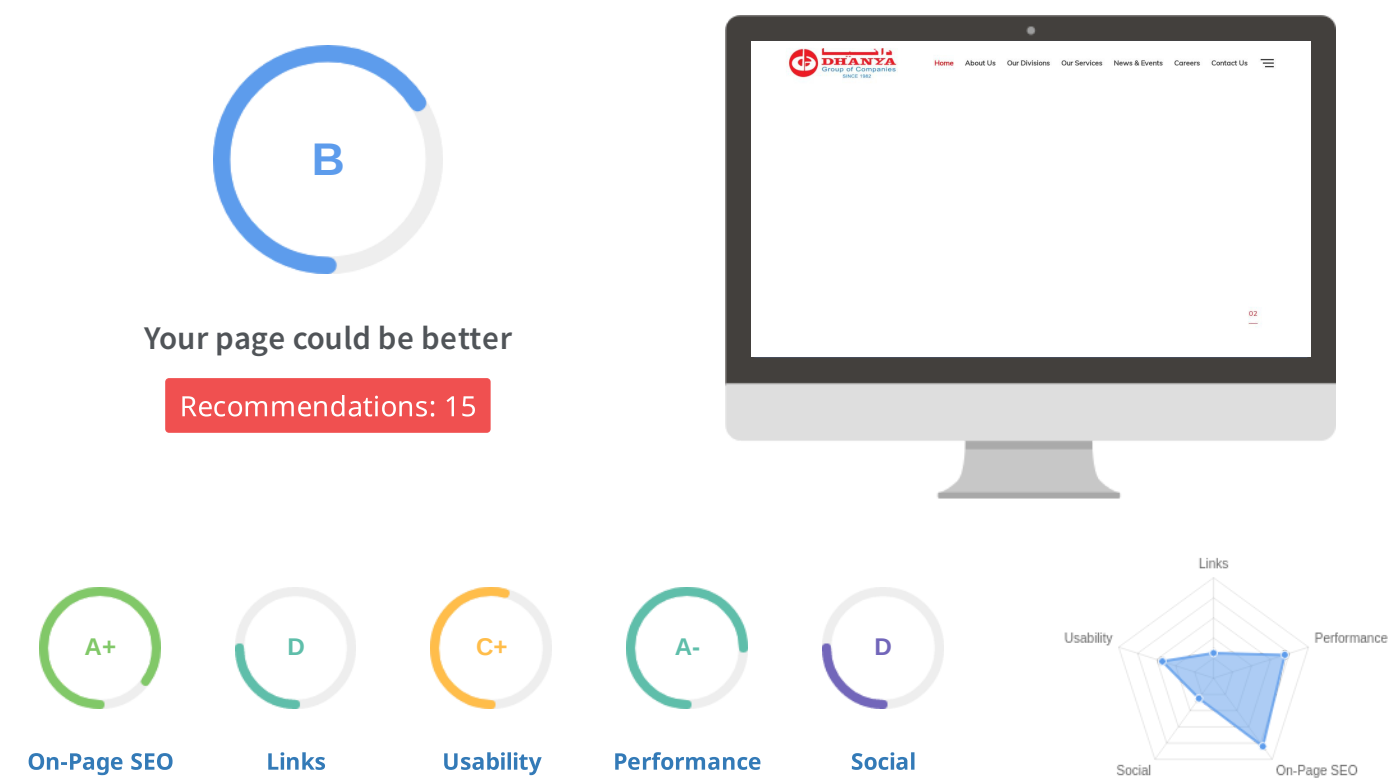 B
Your page could be better
Recommendations: 15
DHANYA
Group of Companies
SINCE 1982
Home About Us Our Divisions Our Services News & Events Careers Contact Us
02
A+ D C+ A- D
On-Page SEO Links Usability Performance Social
Links
Usability Performance
Social On-Page SEO